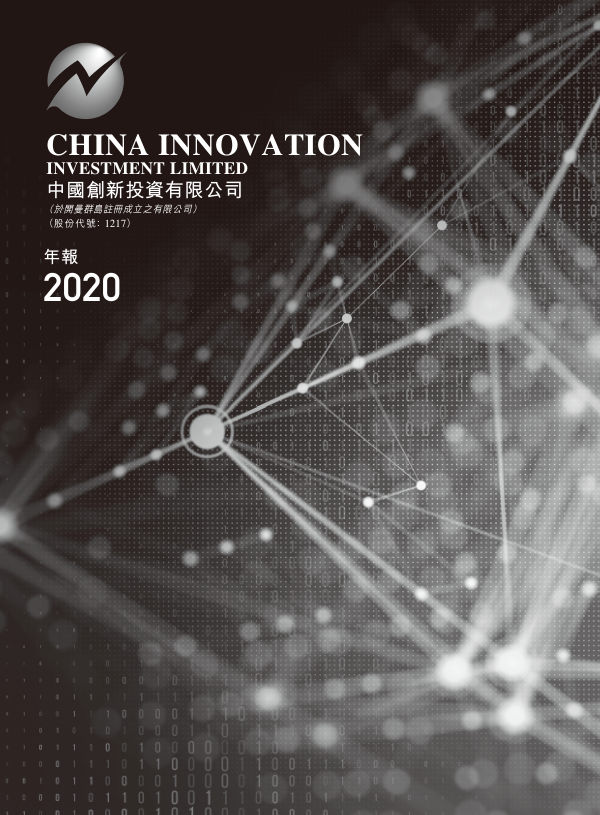 CHINA INNOVATION
INVESTMENT LIMITED
中國創新投資有限公司
（於開曼群島註冊成立之有限公司）
（股份代號：1217）
年報
2020